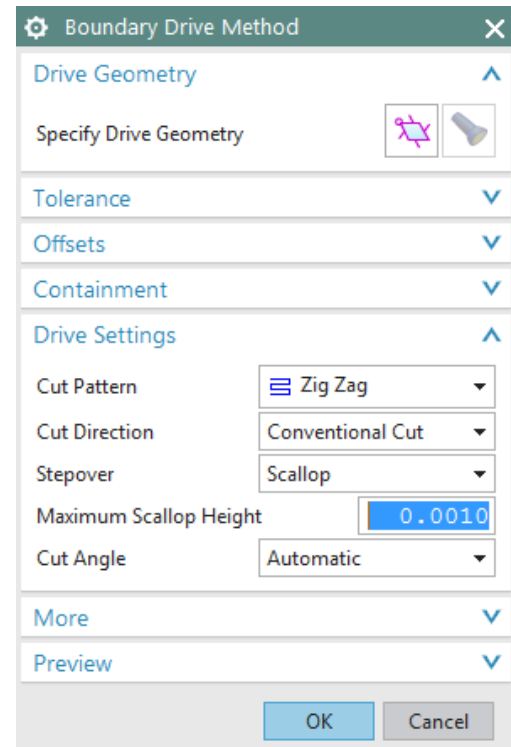 Boundary Drive Method
Drive Geometry
Specify Drive Geometry
Tolerance
Offsets
Containment
Drive Settings
Cut Pattern Zig Zag
Cut Direction Conventional Cut
Stepover Scallop
Maximum Scallop Height 0.0010
Cut Angle Automatic
More
Preview
OK Cancel